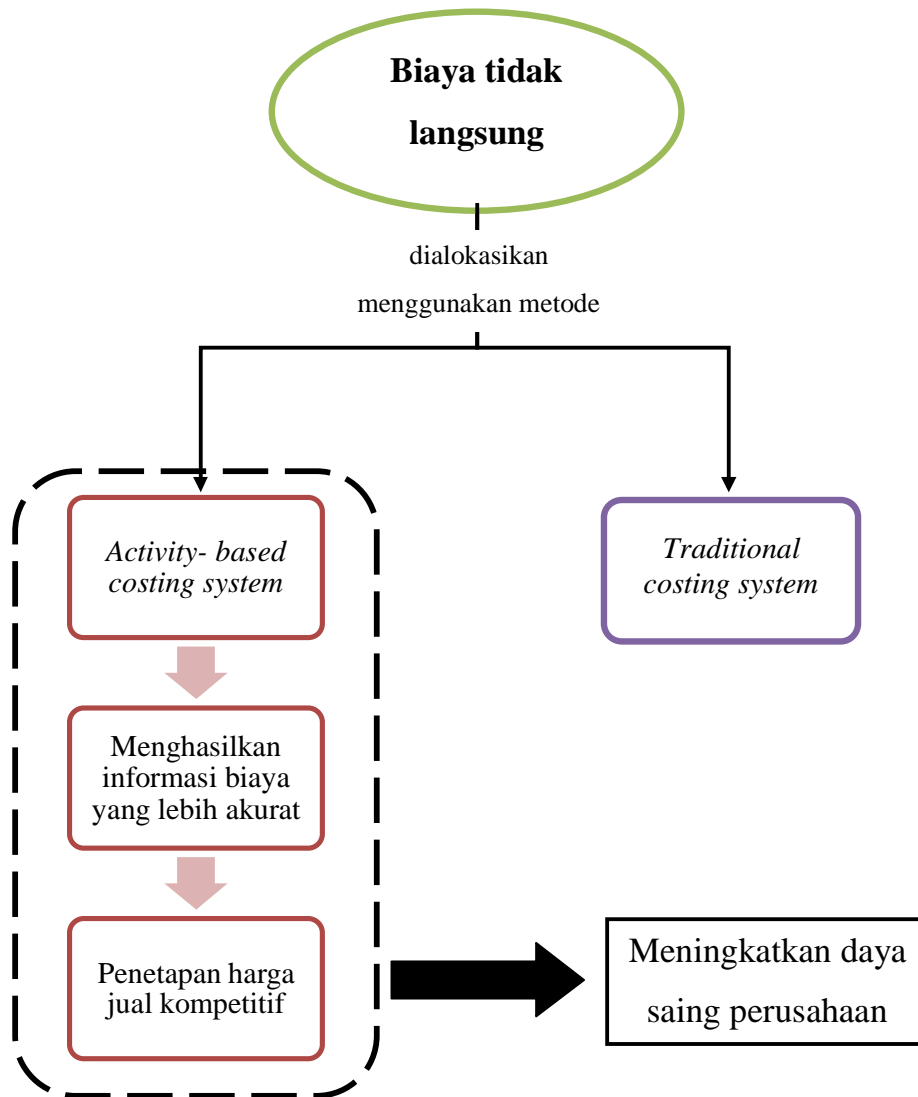 Biaya tidak
langsung
dialokasikan
menggunakan metode
Activity- based
costing system
Traditional
costing system
Menghasilkan
informasi biaya
yang lebih akurat
Penetapan harga
jual kompetitif
Meningkatkan daya
saing perusahaan